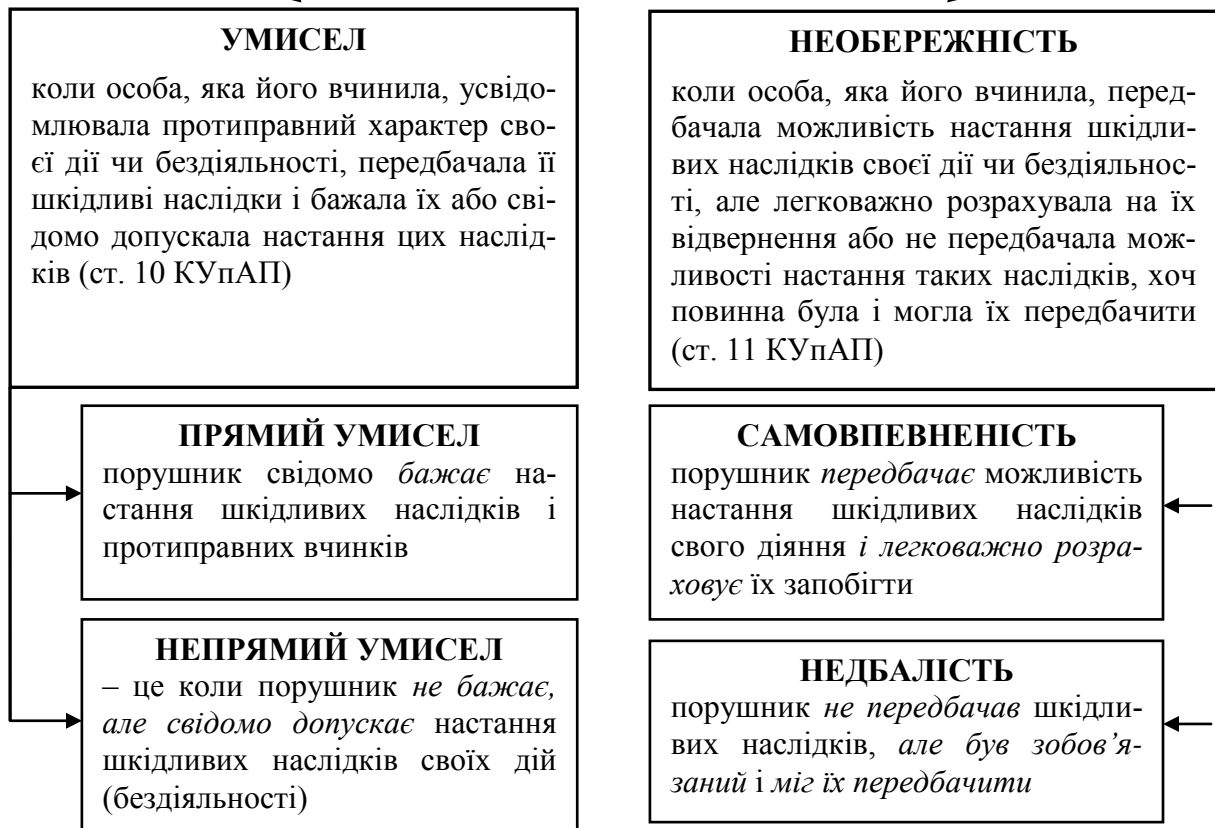 УМИСЕЛ
коли особа, яка його вчинила, усвідо-
млювала протиправний характер сво-
єї дії чи бездіяльності, передбачала її
шкідливі наслідки і бажала їх або сві-
домо допускала настання цих наслід-
ків (ст. 10 КУпАП)
НЕОБЕРЕЖНІСТЬ
коли особа, яка його вчинила, перед-
бачала можливість настання шкідли-
вих наслідків своєї дії чи бездіяльнос-
ті, але легковажно розрахувала на їх
відвернення або не передбачала мож-
ливості настання таких наслідків, хоч
повинна була і могла їх передбачити
(ст. 11 КУпАП)
ПРЯМИЙ УМИСЕЛ
порушник свідомо бажає на-
стання шкідливих наслідків і
протиправних вчинків
САМОВПЕВНЕНІСТЬ
порушник передбачає можливість
настання шкідливих наслідків
свого діяння і легковажно розра-
ховує їх запобігти
НЕПРЯМИЙ УМИСЕЛ
– це коли порушник не бажає,
але свідомо допускає настання
шкідливих наслідків своїх дій
(бездіяльності)
НЕДБАЛІСТЬ
порушник не передбачав шкідли-
вих наслідків, але був зобов’я-
заний і міг їх передбачити